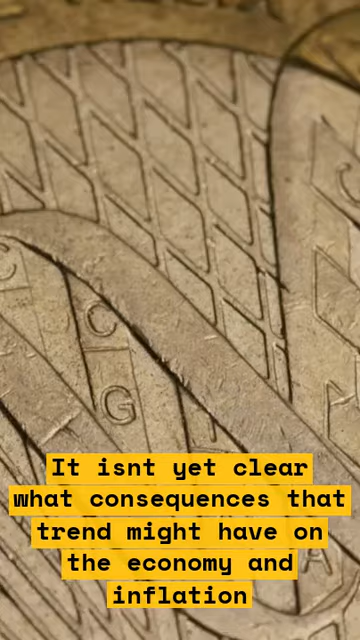 C
C
G
It isnt yet clear
what consequences that
trend might have on
the economy and
inflation